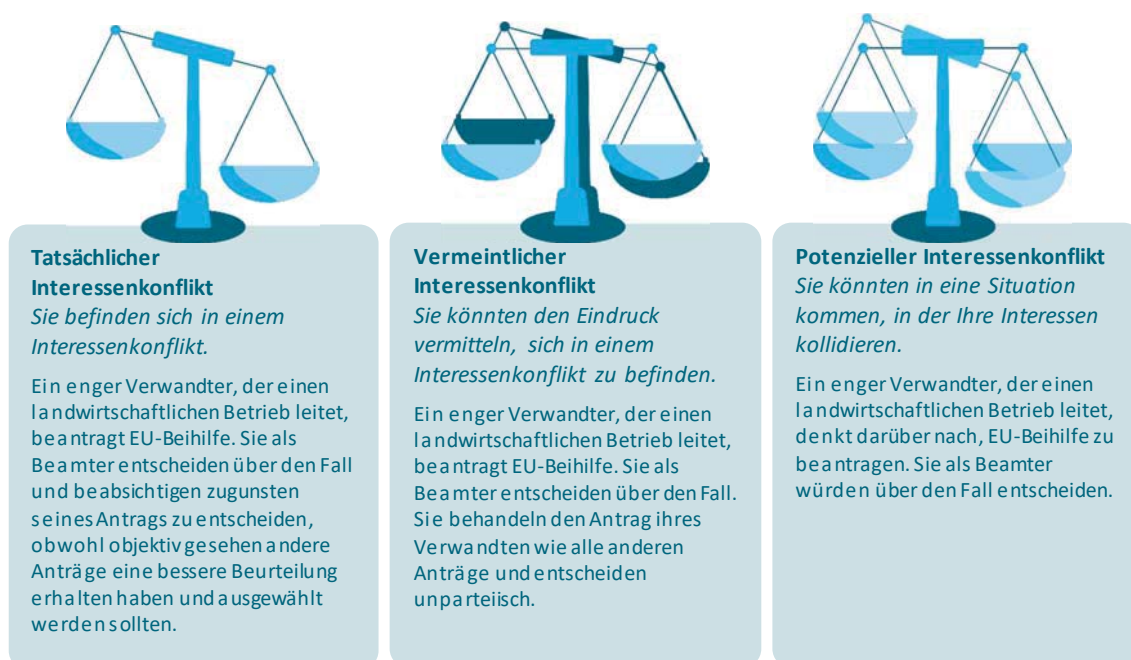 Tatsächlicher
Interessenkonflikt
Sie befinden sich in einem
Interessenkonflikt.
Ein enger Verwandter, der einen
landwirtschaftlichen Betrieb leitet,
beantragt EU-Beihilfe. Sie als
Beamter entscheiden über den Fall
und beabsichtigen zugunsten
seines Antrags zu entscheiden,
obwohl objektiv gesehen andere
Anträge eine bessere Beurteilung
erhalten haben und ausgewählt
werden sollten.
Vermeintlicher
Interessenkonflikt
Sie könnten den Eindruck
vermitteln, sich in einem
Interessenkonflikt zu befinden.
Ein enger Verwandter, der einen
landwirtschaftlichen Betrieb leitet,
beantragt EU-Beihilfe. Sie als
Beamter entscheiden über den Fall.
Sie behandeln den Antrag ihres
Verwandten wie alle anderen
Anträge und entscheiden
unparteiisch.
Potenzieller Interessenkonflikt
Sie könnten in eine Situation
kommen, in der Ihre Interessen
kollidieren.
Ein enger Verwandter, der einen
landwirtschaftlichen Betrieb leitet,
denkt darüber nach, EU-Beihilfe zu
beantragen. Sie als Beamter
würden über den Fall entscheiden.